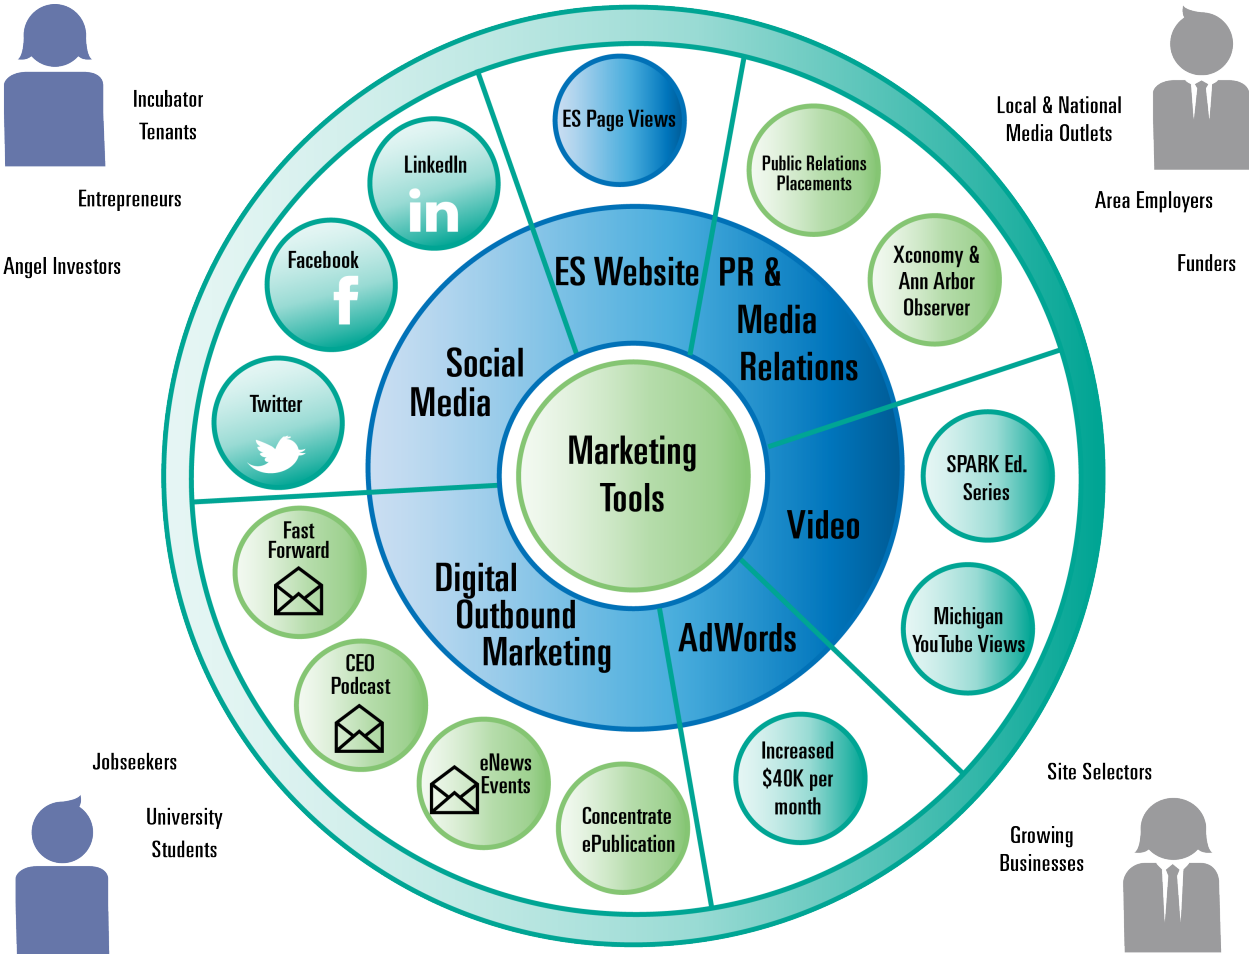 Incubator
Tenants
Entrepreneurs
Angel Investors
Local & National
Media Outlets
Area Employers
Funders
ES Page Views
Public Relations
Placements
Xconomy &
Ann Arbor
Observer
LinkedIn
in
Facebook
f
Twitter
ES Website
PR &
Media
Relations
Social
Media
Marketing
Tools
SPARK Ed.
Series
Video
Michigan
YouTube Views
Fast
Forward
Digital
Outbound
Marketing
AdWords
CEO
Podcast
eNews
Events
Concentrate
ePublication
Increased
$40K per
month
Jobseekers
University
Students
Site Selectors
Growing
Businesses